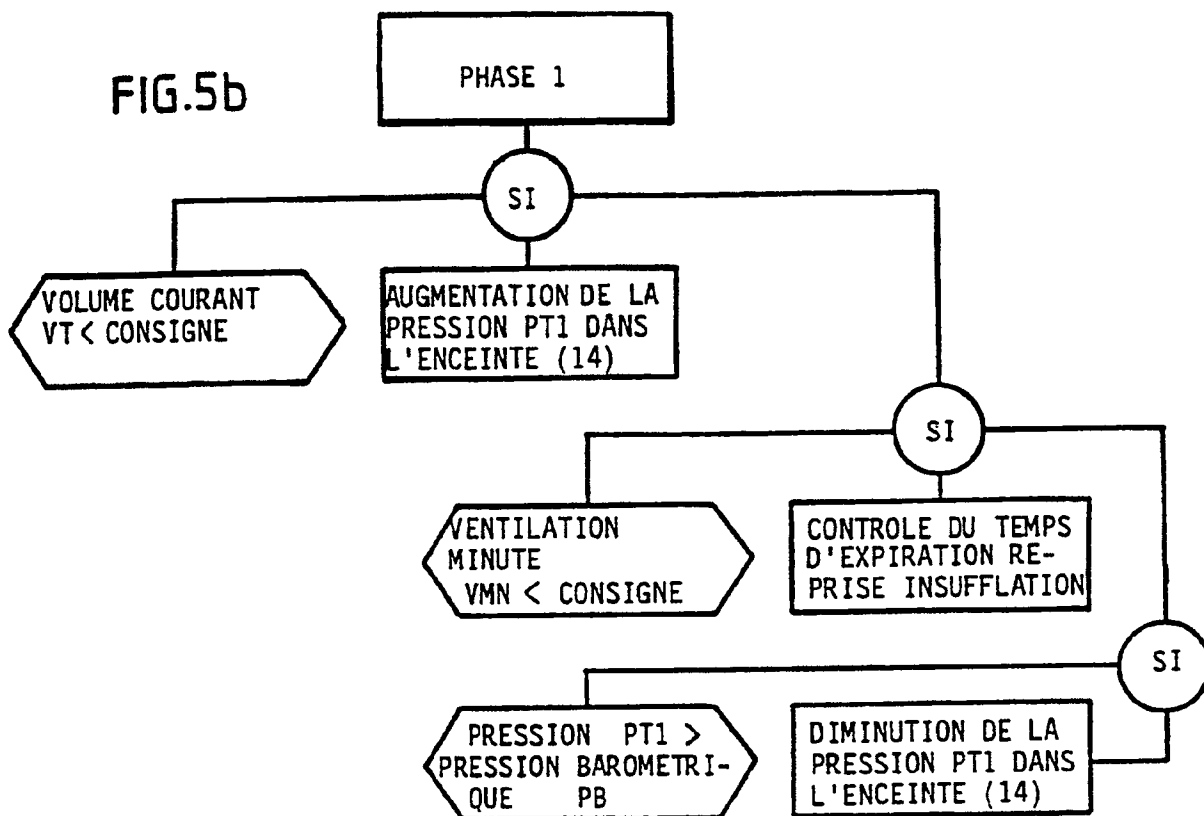 FIG.5b
PHASE 1
SI
VOLUME COURANT
VT < CONSIGNE
AUGMENTATION DE LA
PRESSION PT1 DANS
L'ENCEINTE (14)
SI
VENTILATION
MINUTE
VMN < CONSIGNE
CONTROLE DU TEMPS
D'EXPIRATION RE-
PRISE INSUFFLATION
SI
PRESSION PT1 >
PRESSION BAROMETRI-
QUE PB
DIMINUTION DE LA
PRESSION PT1 DANS
L'ENCEINTE (14)